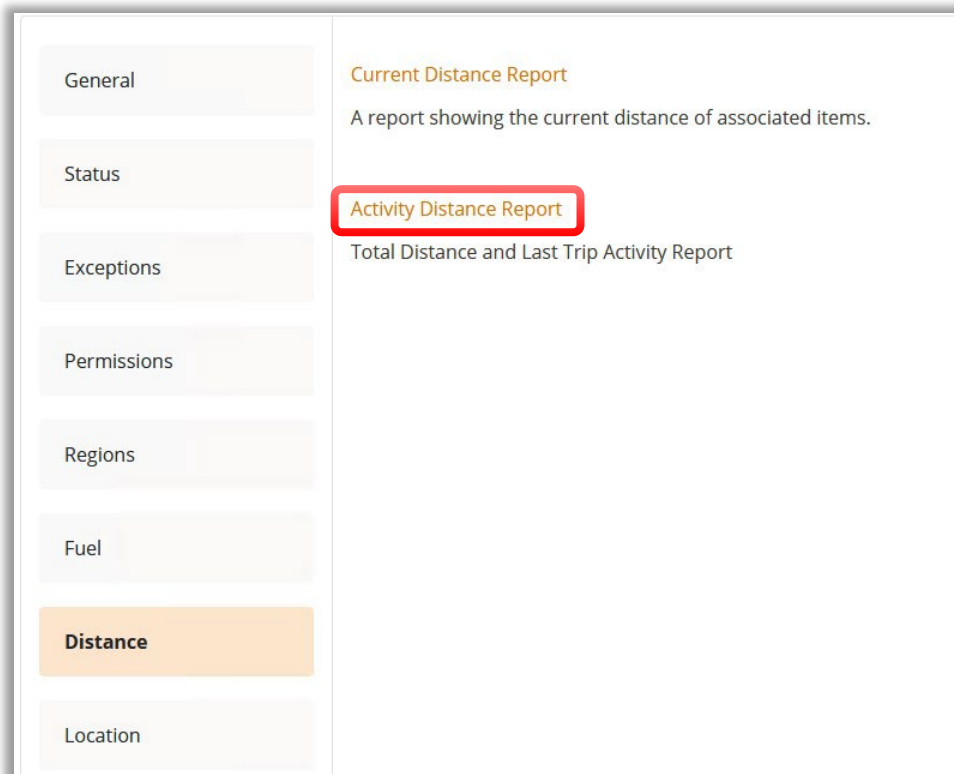 General
Status
Exceptions
Permissions
Regions
Fuel
Distance
Location
Current Distance Report
A report showing the current distance of associated items.
Activity Distance Report
Total Distance and Last Trip Activity Report